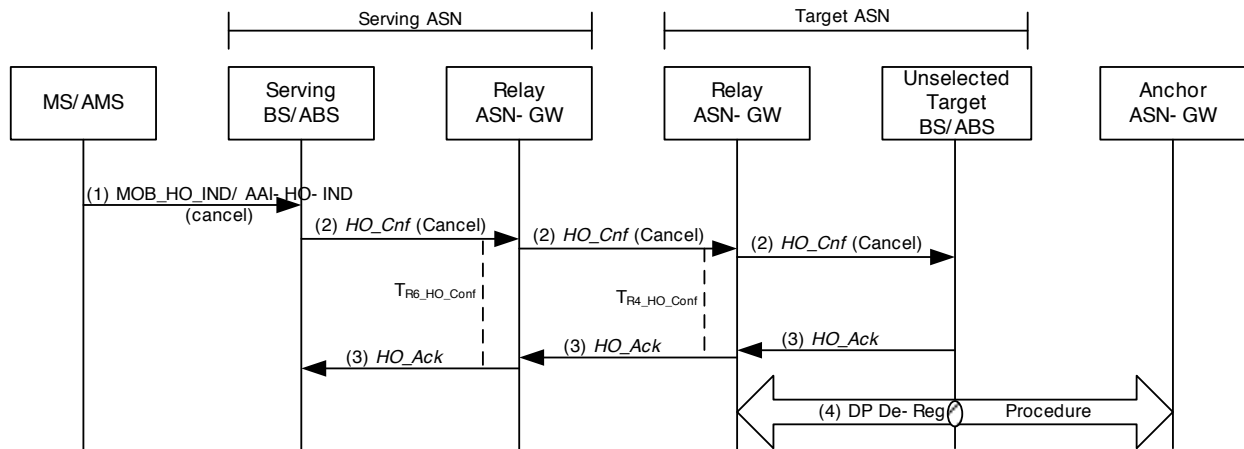 Serving ASN
Target ASN
MS/AMS
Serving
BS/ABS
Relay
ASN- GW
Relay
ASN- GW
Unselected
Target
BS/ABS
Anchor
ASN- GW
(1) MOB_HO_IND/ AAI- HO- IND
(cancel)
(2) HO_Cnf (Cancel)
(2) HO_Cnf (Cancel)
(2) HO_Cnf (Cancel)
TR6_HO_Conf
TR4_HO_Conf
(3) HO_Ack
(3) HO_Ack
(3) HO_Ack
(4) DP De- Reg Procedure